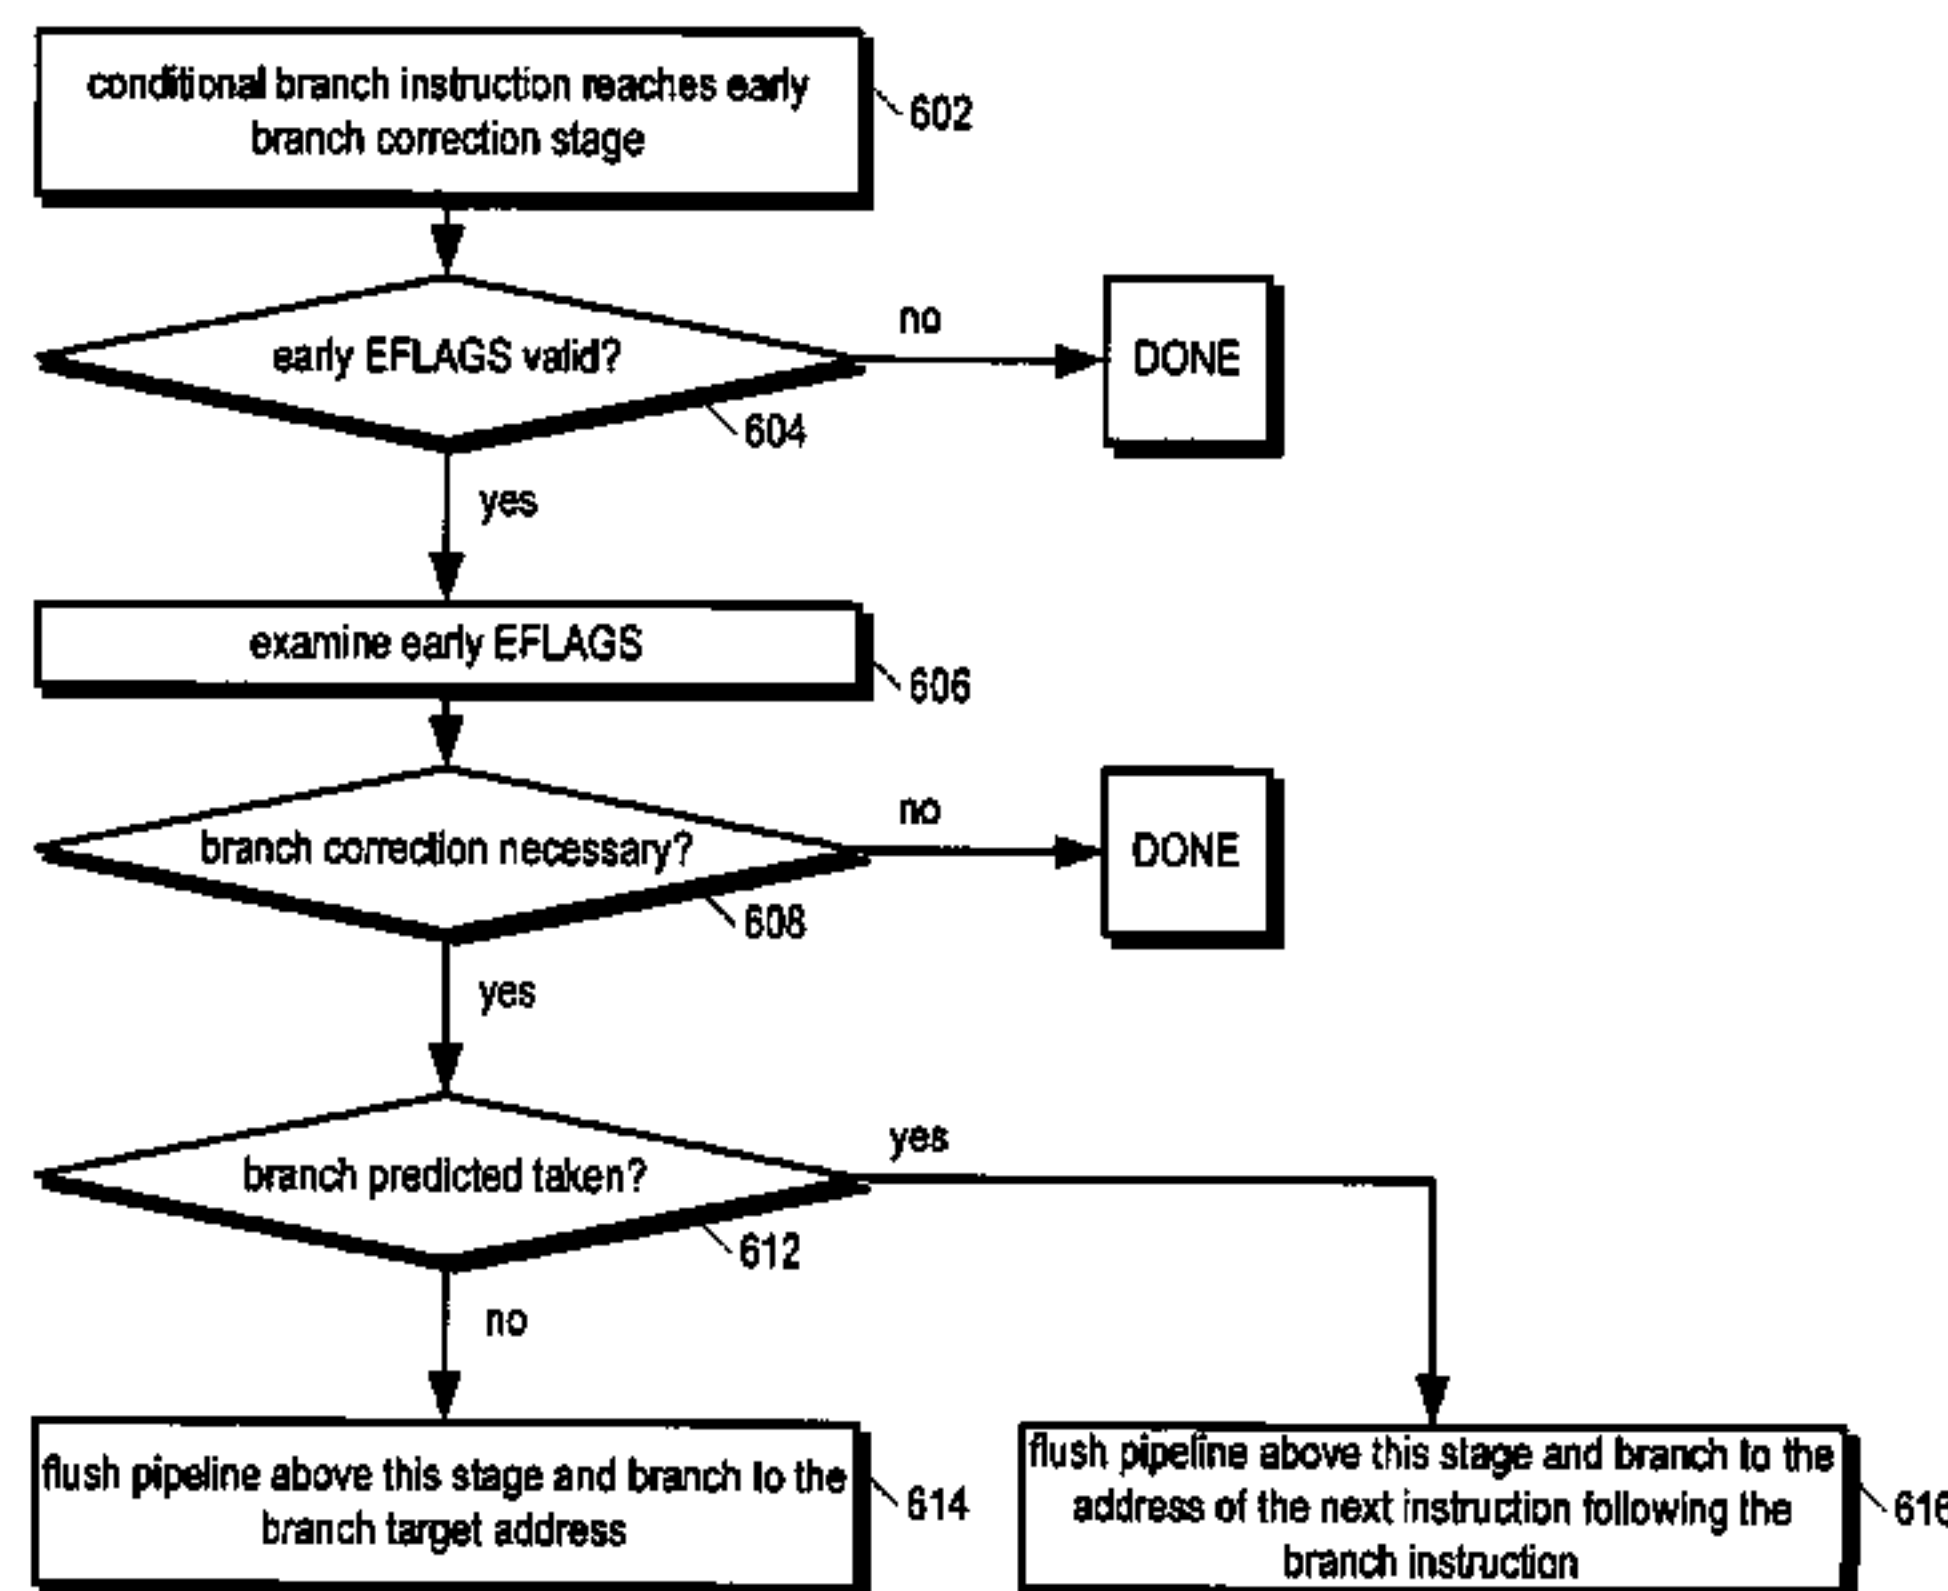 conditional branch instruction reaches early
branch correction stage
602
early EFLAGS valid?
no
DONE
604
yes
examine early EFLAGS
606
branch correction necessary?
no
DONE
608
yes
branch predicted taken?
yes
612
no
flush pipeline above this stage and branch to the
branch target address
614
flush pipeline above this stage and branch to the
address of the next instruction following the
branch instruction
616